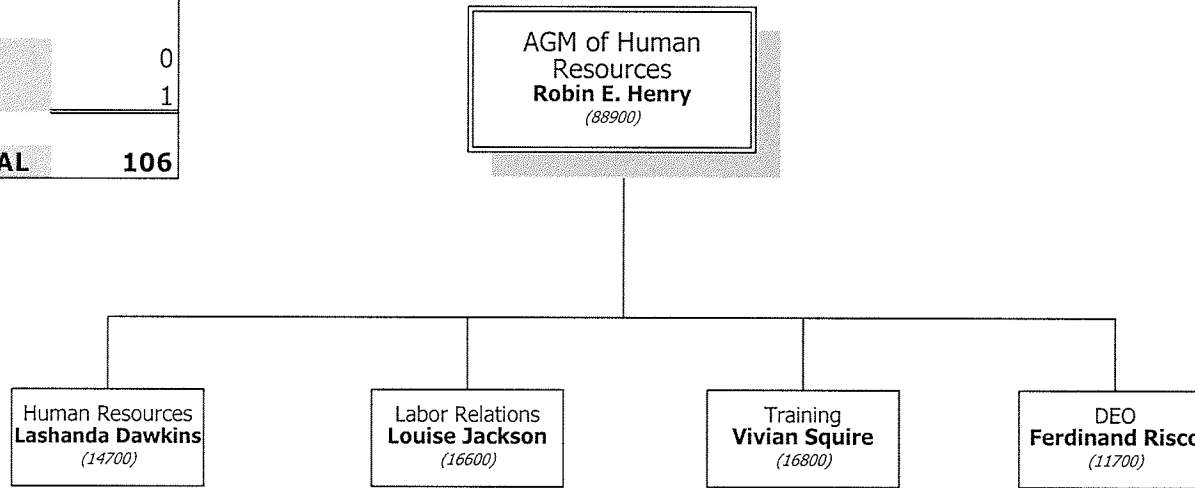 0
1
AL 106
AGM of Human
Resources
Robin E. Henry
(88900)
Human Resources
Lashanda Dawkins
(14700)
Labor Relations
Louise Jackson
(16600)
Training
Vivian Squire
(16800)
DEO
Ferdinand Risco
(11700)